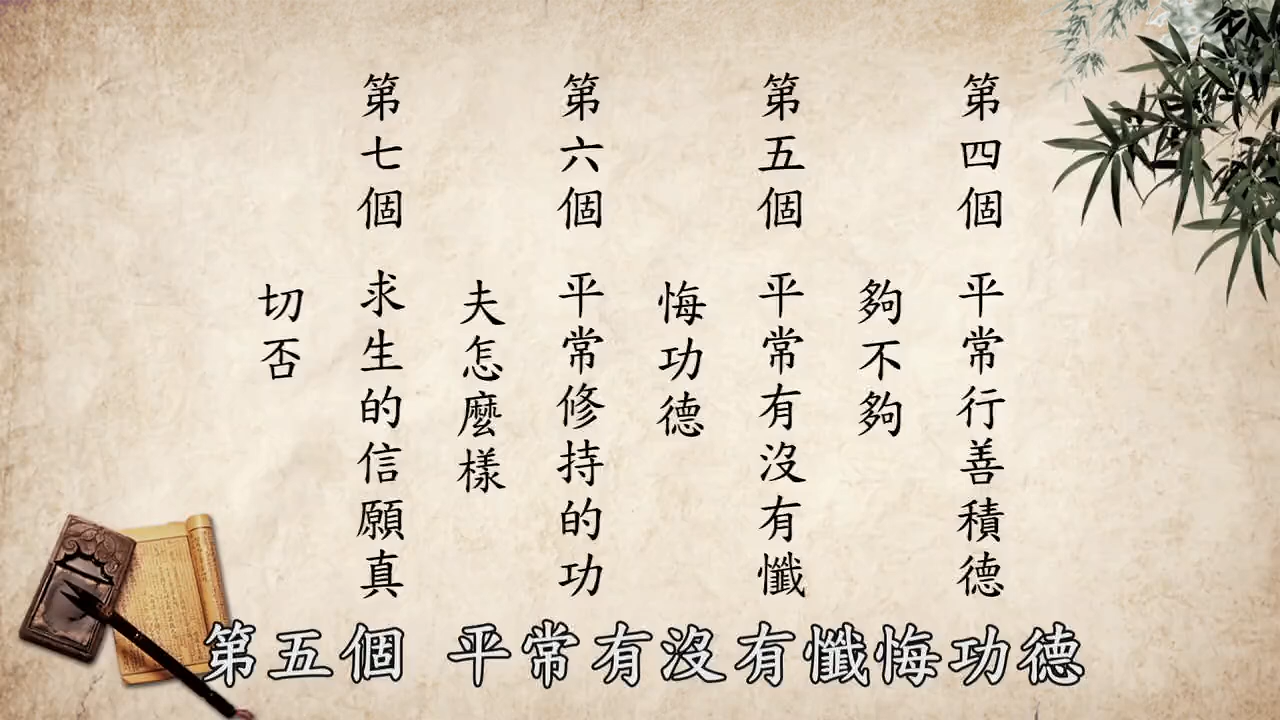 第四個 平常行善積德
夠不夠
第五個 平常有沒有懺
悔功德
第六個 平常修持的功
夫怎麼樣
第七個 求生的信願真
切否
第五個 平常有沒有懺悔功德